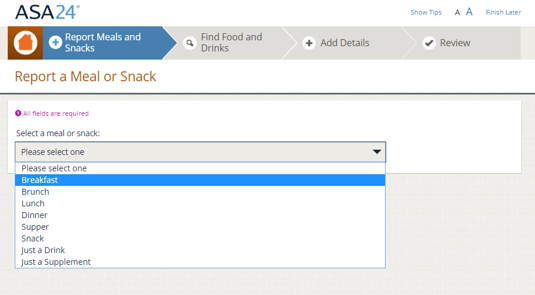 ASA24®
Show Tips A A Finish Later
Report Meals and
Snacks
Find Food and
Drinks
Add Details
Review
Report a Meal or Snack
All fields are required
Select a meal or snack:
Please select one
Please select one
Breakfast
Brunch
Lunch
Dinner
Supper
Snack
Just a Drink
Just a Supplement